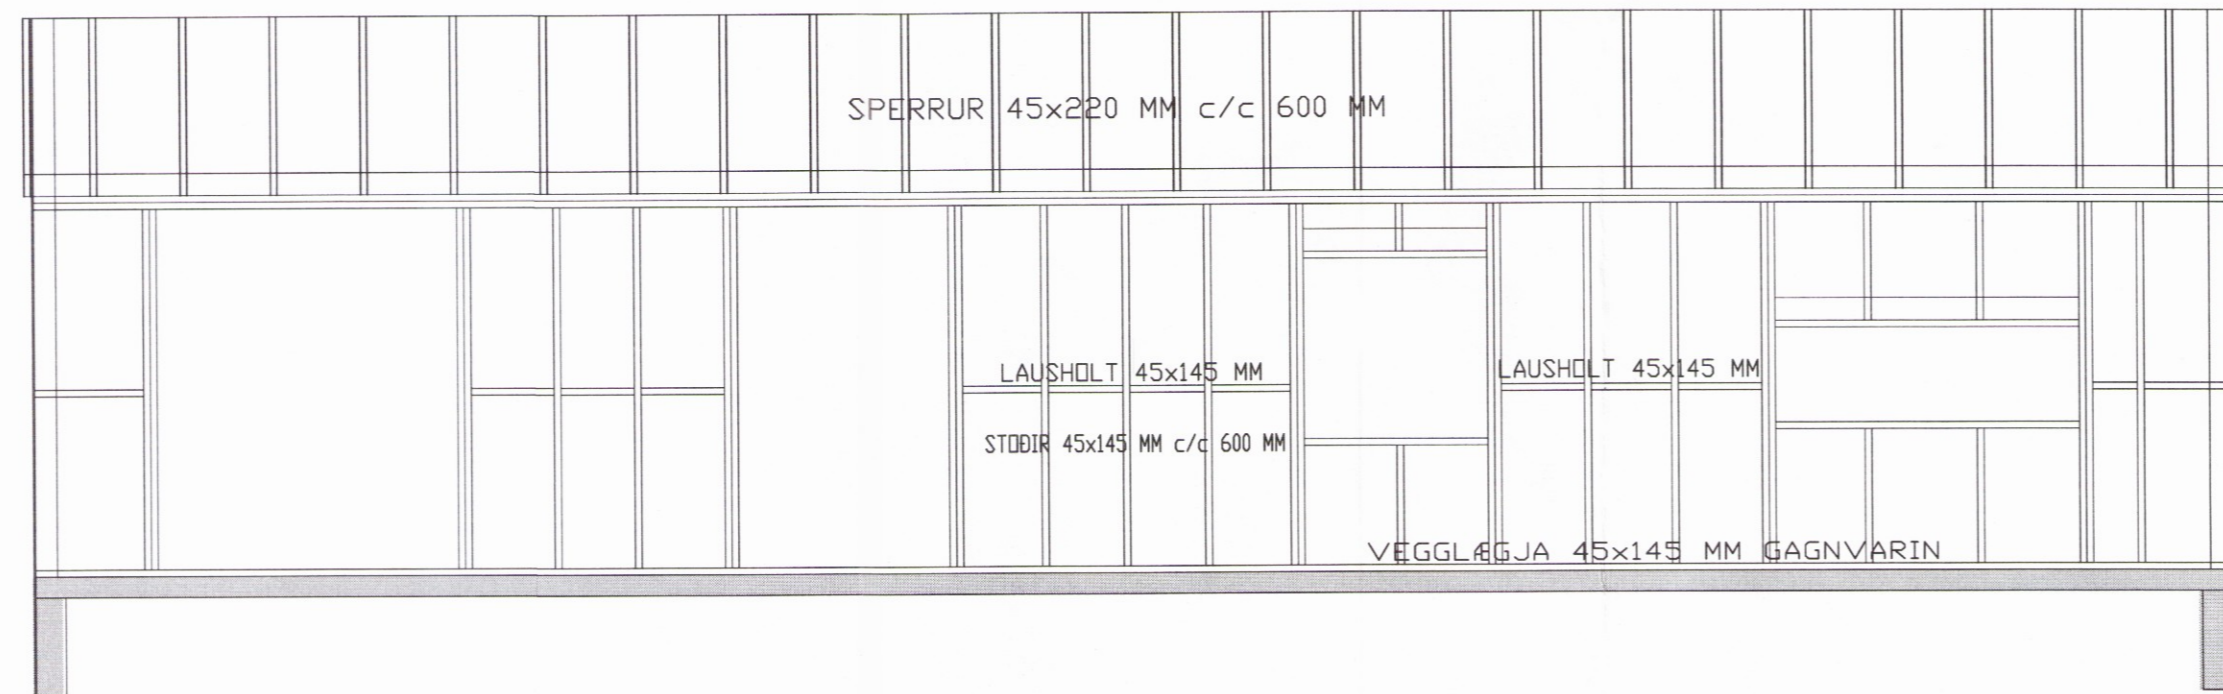 SPERRUR 45x220 MM c/c 600 MM
LAUSHOLT 45x145 MM
LAUSHOLT 45x145 MM
STOÐIR 45x145 MM c/c 600 MM
VEGGLÆGJA 45x145 MM GAGNVARIN